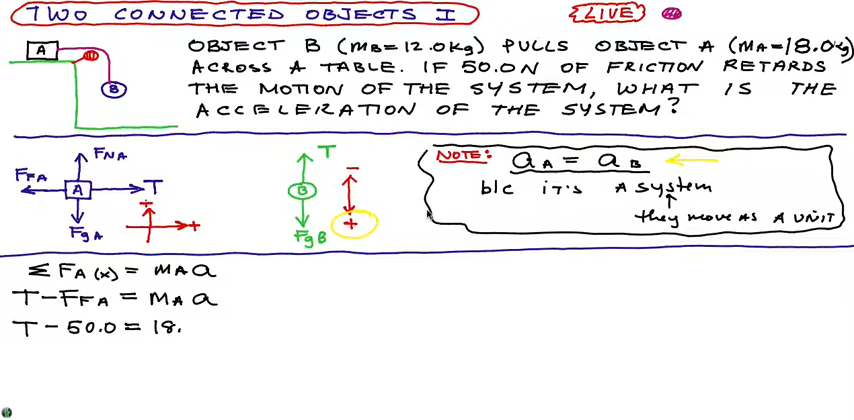 TWO CONNECTED OBJECTS I
LIVE
OBJECT B (MB=12.0Kg) PULLS OBJECT A (MA=18.0Kg)
ACROSS A TABLE. IF 50.0N OF FRICTION RETARDS
THE MOTION OF THE SYSTEM, WHAT IS THE
ACCELERATION OF THE SYSTEM?
A
B
FNA
FFA
A
T
FgA
+
+
T
B
FgB
-
+
NOTE: aA = aB
b/c it's a system
they move as a unit
ΣFA(x) = MAa
T-FFA = MAa
T-50.0 = 18.